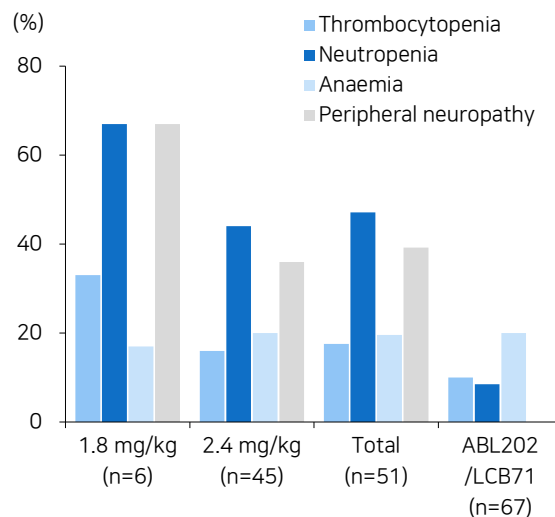 (%)
Thrombocytopenia
Neutropenia
Anaemia
Peripheral neuropathy
80
60
40
20
0
1.8 mg/kg 2.4 mg/kg Total ABL202
(n=6) (n=45) (n=51) /LCB71
(n=67)